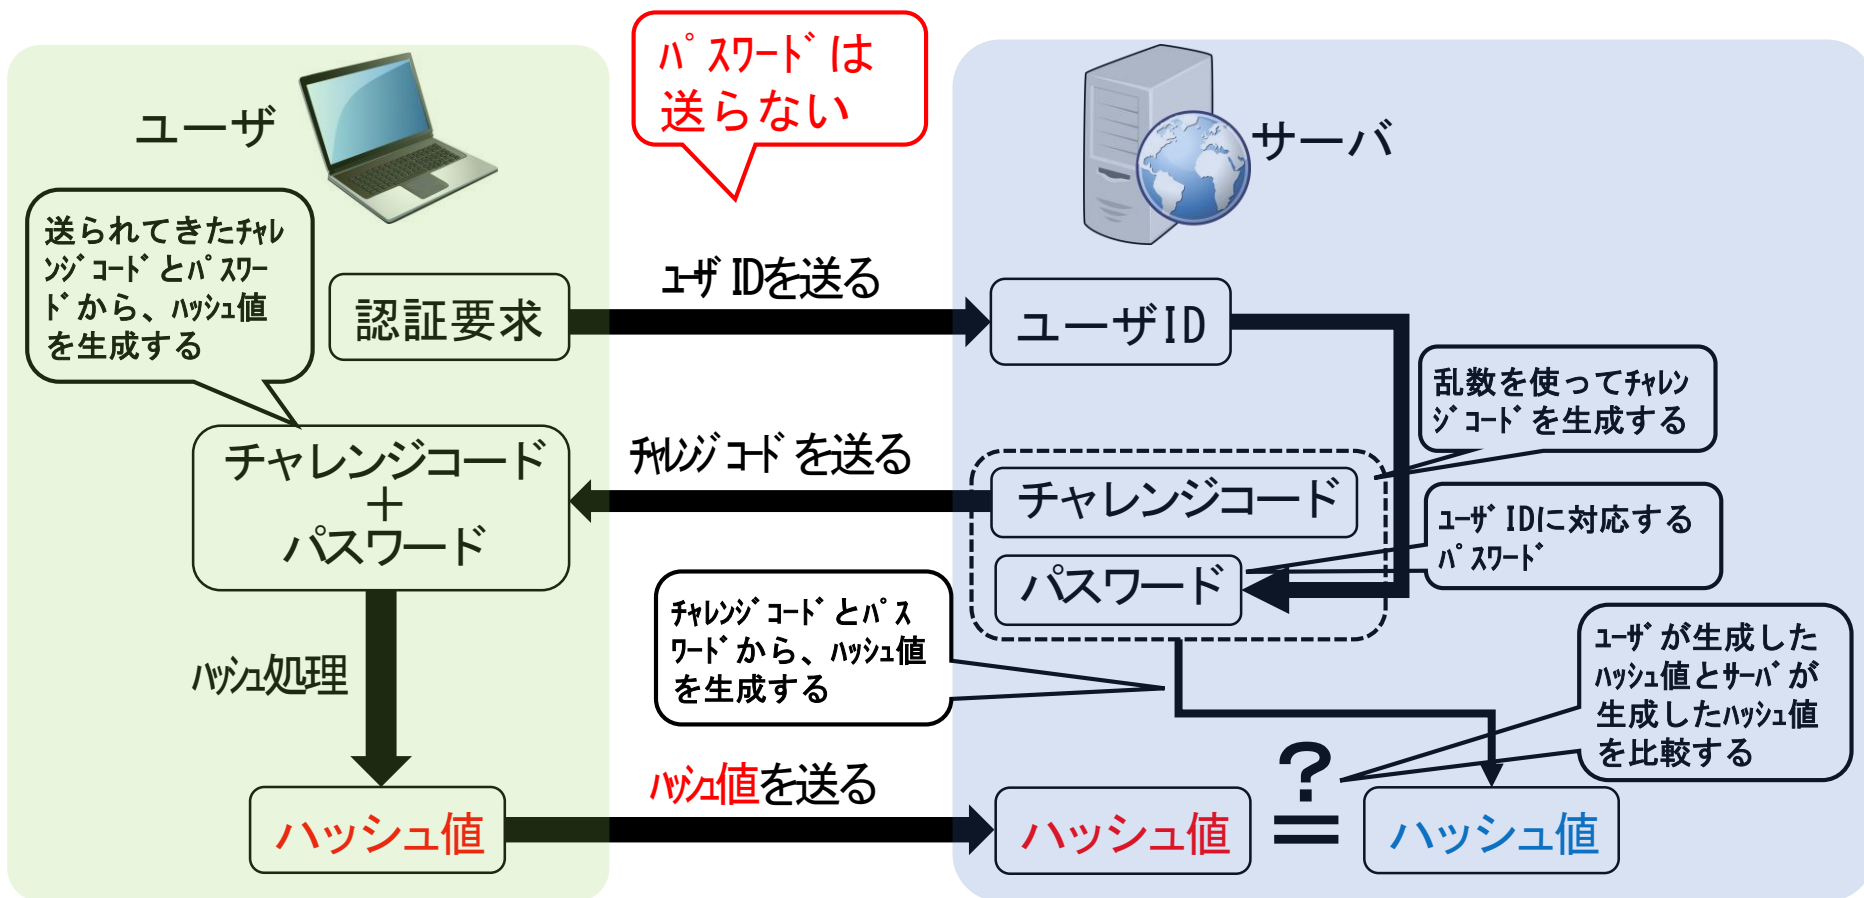 パスワードは
送らない
ユーザ
サーバ
送られてきたチャレ
ンジコードとパスワー
ドから、ハッシュ値
を生成する
認証要求
ユーザIDを送る
ユーザID
乱数を使ってチャレン
ジコードを生成する
チャレンジコード
＋
パスワード
チャレンジコードを送る
チャレンジコード
ユーザIDに対応する
パスワード
パスワード
チャレンジコードとパス
ワードから、ハッシュ値
を生成する
ユーザが生成した
ハッシュ値とサーバが
生成したハッシュ値
を比較する
ハッシュ処理
ハッシュ値
ハッシュ値を送る
ハッシュ値
？
＝
ハッシュ値